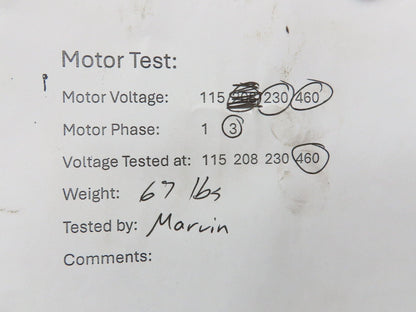 Motor Test:
Motor Voltage: 115 208 230 460
Motor Phase: 1 3
Voltage Tested at: 115 208 230 460
Weight: 67 lbs
Tested by: Marvin
Comments: